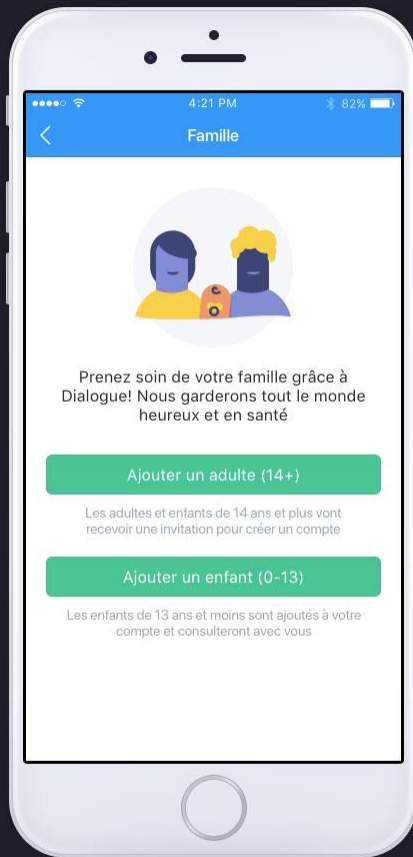 4:21 PM
82%
Famille
Prenez soin de votre famille grâce à
Dialogue! Nous garderons tout le monde
heureux et en santé
Ajouter un adulte (14+)
Les adultes et enfants de 14 ans et plus vont
recevoir une invitation pour créer un compte
Ajouter un enfant (0-13)
Les enfants de 13 ans et moins sont ajoutés à votre
compte et consulteront avec vous